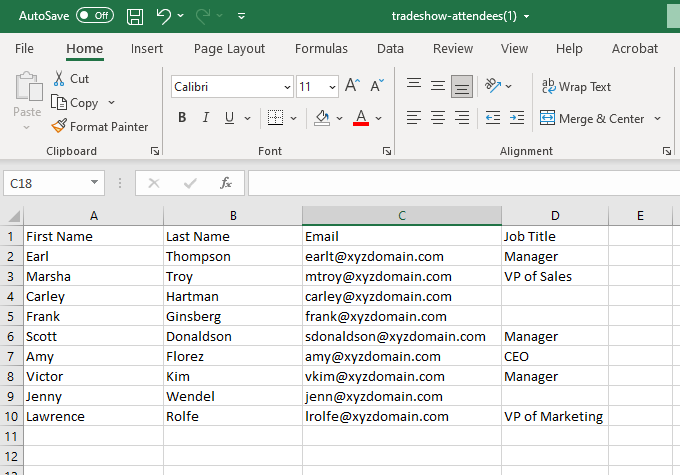 AutoSave Off tradeshow-attendees(1)
File Home Insert Page Layout Formulas Data Review View Help Acrobat
Paste Cut Copy Format Painter
Calibri 11 A A ab Wrap Text
B I U A Merge & Center
Clipboard Font Alignment
C18 fx
A B C D E
1 First Name Last Name Email Job Title
2 Earl Thompson earlt@xyzdomain.com Manager
3 Marsha Troy mtroy@xyzdomain.com VP of Sales
4 Carley Hartman carley@xyzdomain.com
5 Frank Ginsberg frank@xyzdomain.com
6 Scott Donaldson sdonaldson@xyzdomain.com Manager
7 Amy Florez amy@xyzdomain.com CEO
8 Victor Kim vkim@xyzdomain.com Manager
9 Jenny Wendel jenn@xyzdomain.com
10 Lawrence Rolfe lrolfe@xyzdomain.com VP of Marketing
11
12